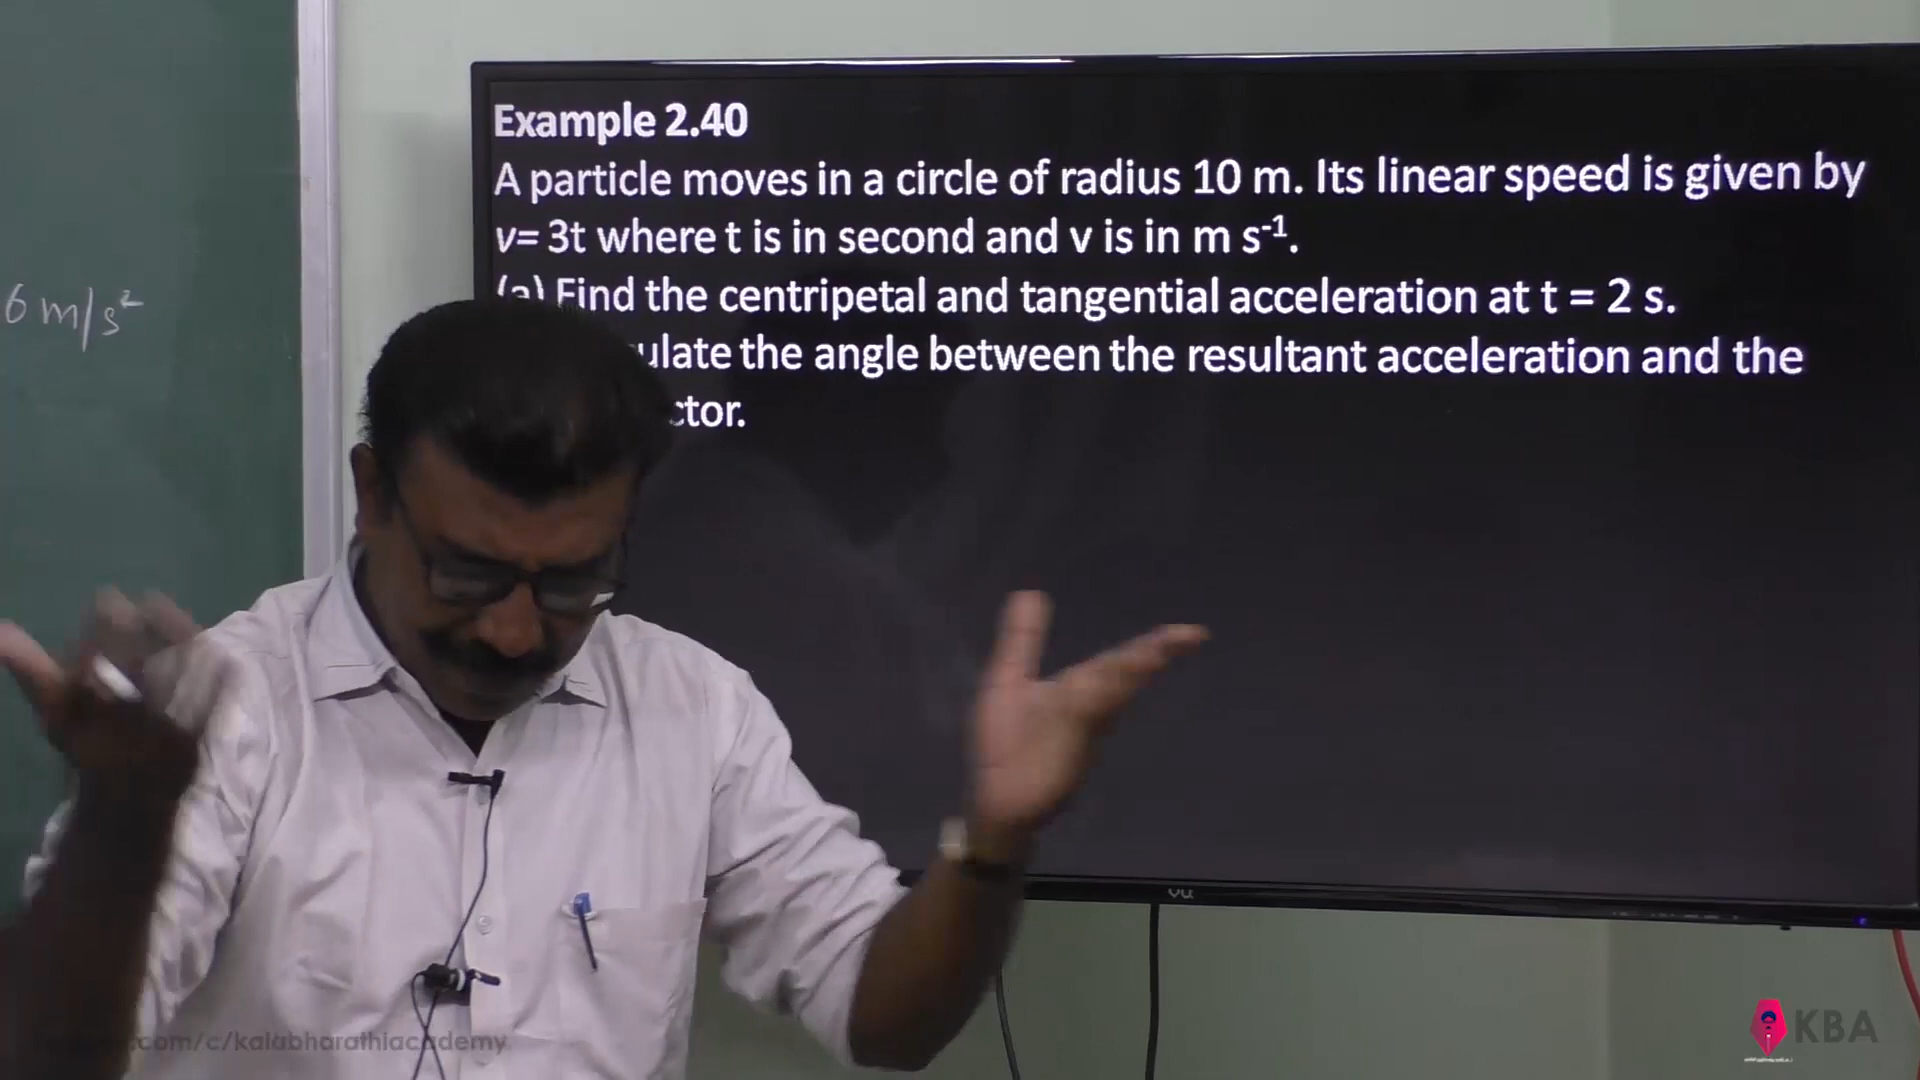 Example 2.40
A particle moves in a circle of radius 10 m. Its linear speed is given by
v= 3t where t is in second and v is in m s⁻¹.
(a) Find the centripetal and tangential acceleration at t = 2 s.
ulate the angle between the resultant acceleration and the
ctor.
6 m/s²
vu
.com/c/kalabharathiacademy
KBA